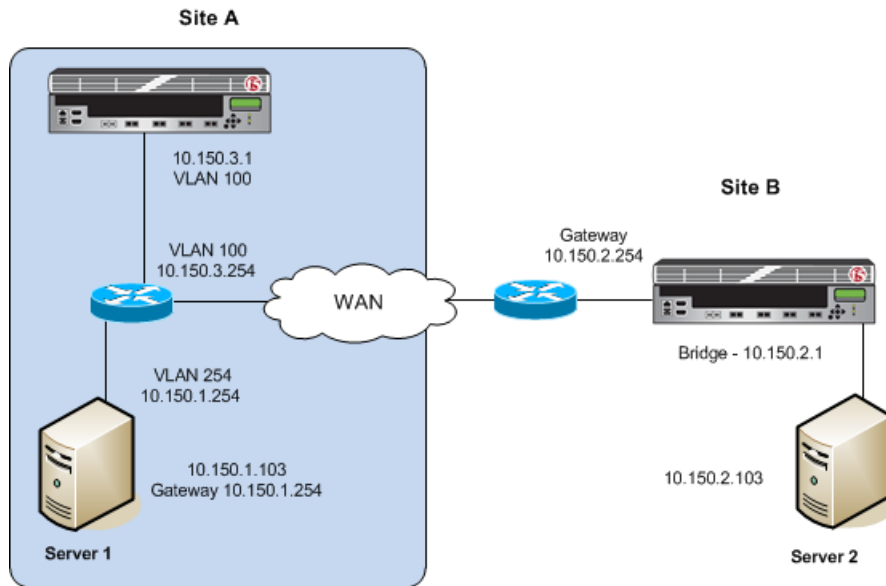 Site A
f5
10.150.3.1
VLAN 100
VLAN 100
10.150.3.254
WAN
VLAN 254
10.150.1.254
10.150.1.103
Gateway 10.150.1.254
Server 1
Site B
Gateway
10.150.2.254
f5
Bridge - 10.150.2.1
10.150.2.103
Server 2